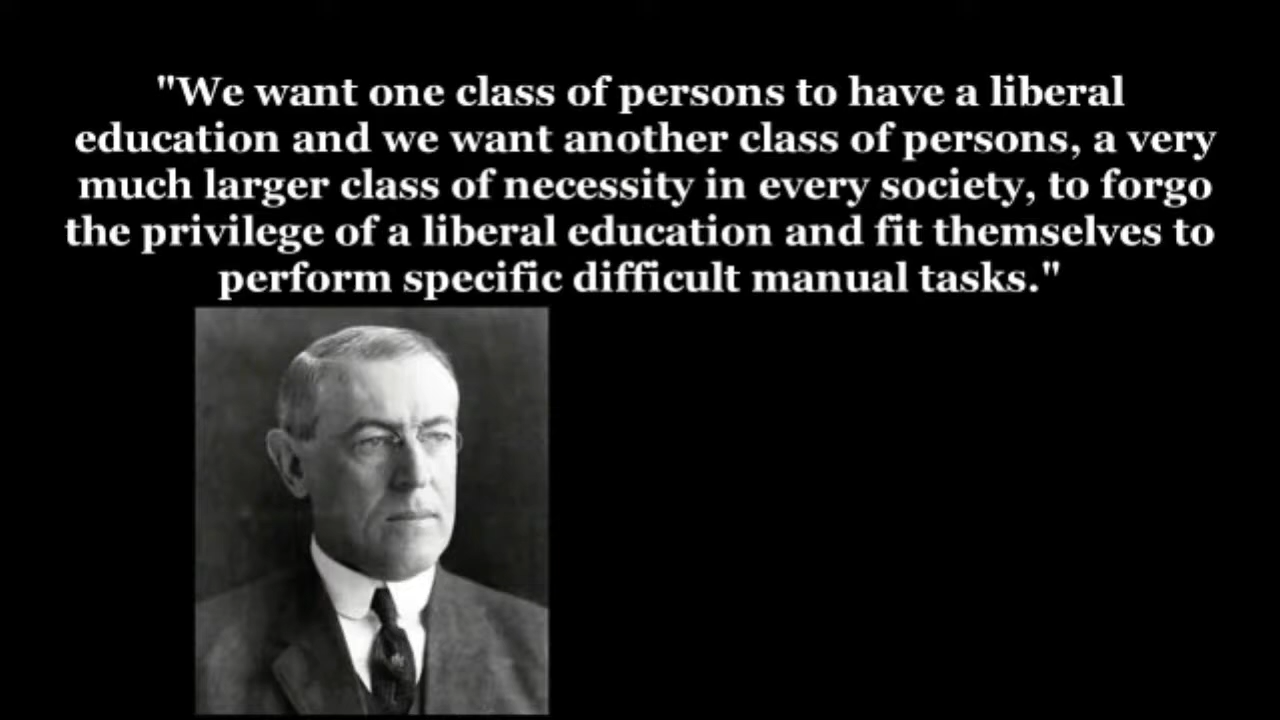 "We want one class of persons to have a liberal
education and we want another class of persons, a very
much larger class of necessity in every society, to forgo
the privilege of a liberal education and fit themselves to
perform specific difficult manual tasks."